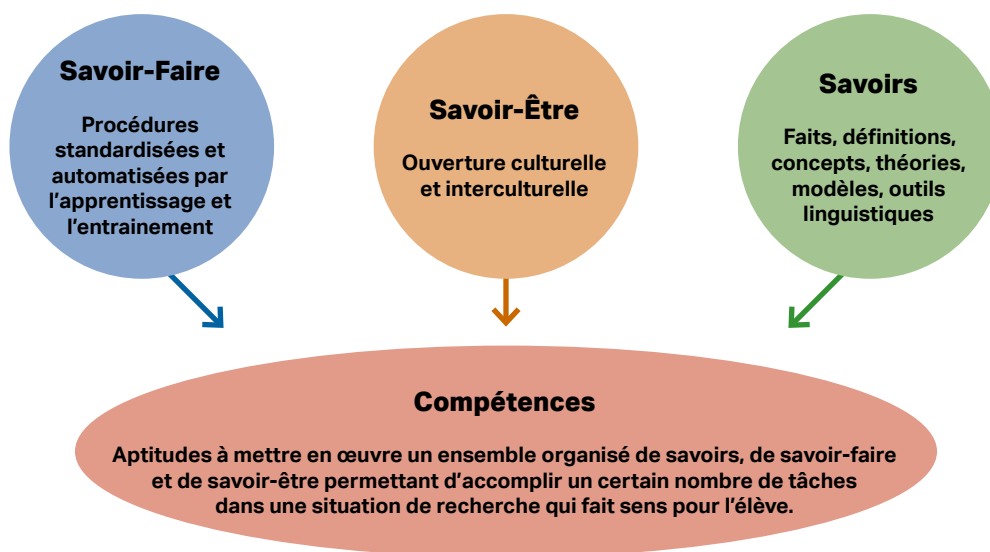 Savoir-Faire
Procédures
standardisées et
automatisées par
l'apprentissage et
l'entrainement
Savoir-Être
Ouverture culturelle
et interculturelle
Savoirs
Faits, définitions,
concepts, théories,
modèles, outils
linguistiques
Compétences
Aptitudes à mettre en œuvre un ensemble organisé de savoirs, de savoir-faire
et de savoir-être permettant d'accomplir un certain nombre de tâches
dans une situation de recherche qui fait sens pour l'élève.